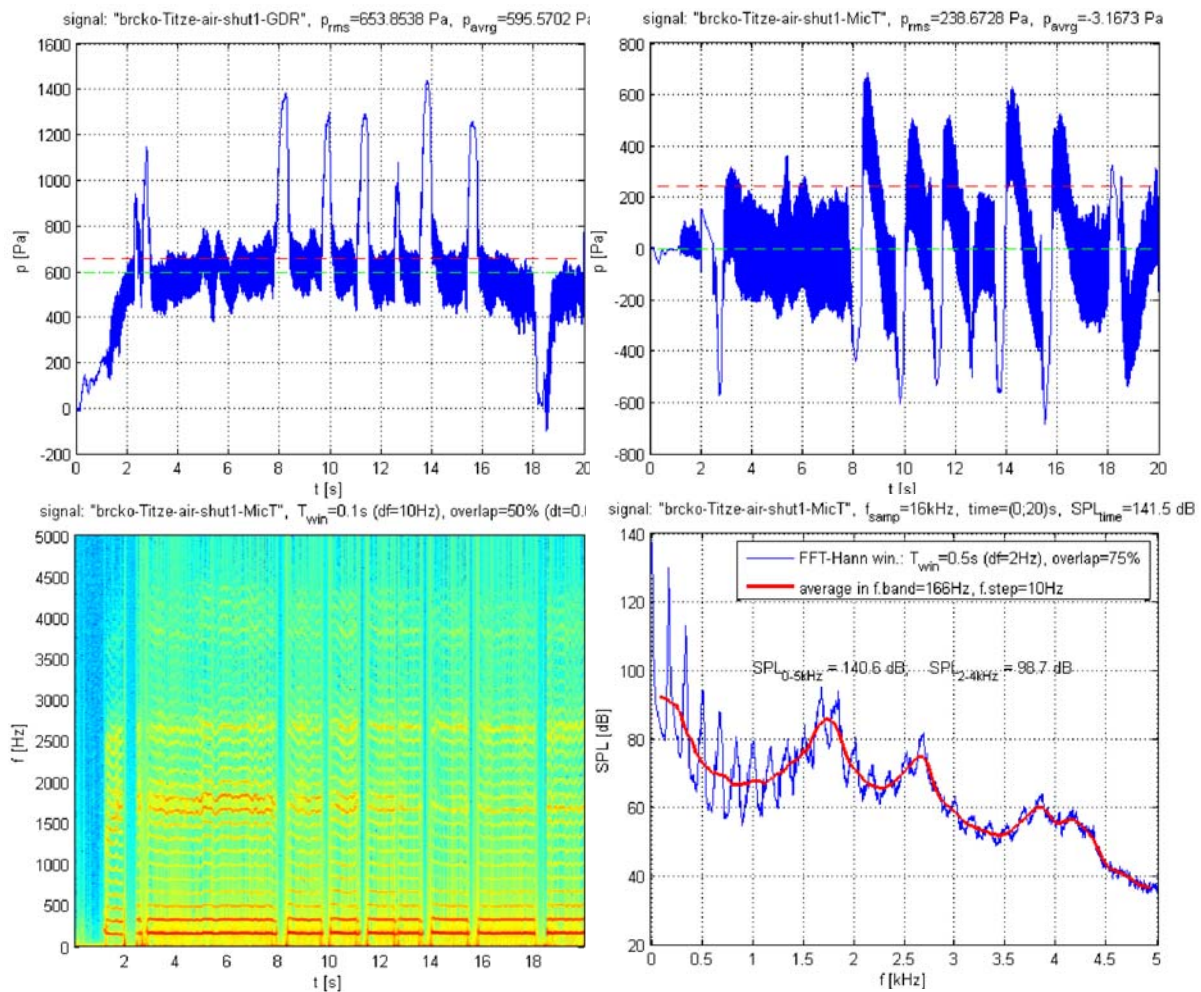 signal: "brcko-Titze-air-shut1-GDR", p_rms=653.8538 Pa, p_avrg=595.5702 Pa
p [Pa]
1600
1400
1200
1000
800
600
400
200
0
-200
0 2 4 6 8 10 12 14 16 18 20
t [s]
signal: "brcko-Titze-air-shut1-MicT", p_rms=238.6728 Pa, p_avrg=-3.1673 Pa
p [Pa]
800
600
400
200
0
-200
-400
-600
-800
0 2 4 6 8 10 12 14 16 18 20
t [s]
signal: "brcko-Titze-air-shut1-MicT", T_win=0.1s (df=10Hz), overlap=50% (dt=0.
f [Hz]
5000
4500
4000
3500
3000
2500
2000
1500
1000
500
0
2 4 6 8 10 12 14 16 18
t [s]
signal: "brcko-Titze-air-shut1-MicT", f_samp=16kHz, time=(0;20)s, SPL_time=141.5 dB
SPL [dB]
140
120
100
80
60
40
20
FFT-Hann win.: T_win=0.5s (df=2Hz), overlap=75%
average in f.band=166Hz, f.step=10Hz
SPL_0-5kHz = 140.6 dB, SPL_2-4kHz = 98.7 dB
0 0.5 1 1.5 2 2.5 3 3.5 4 4.5 5
f [kHz]